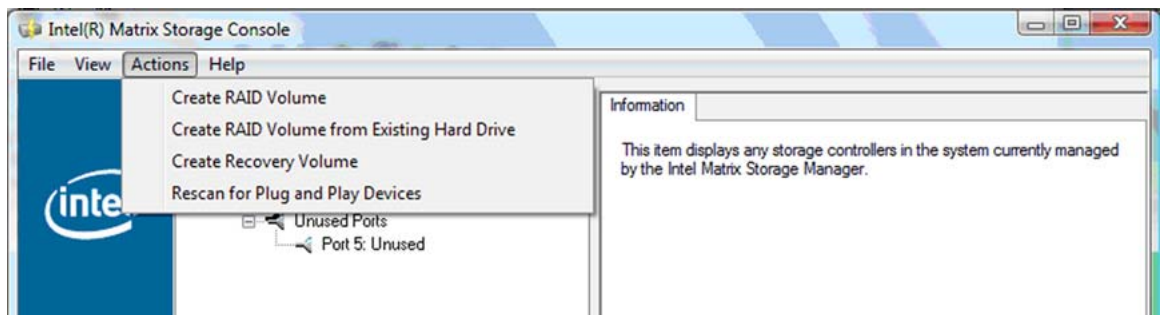 Intel(R) Matrix Storage Console
File View Actions Help
Create RAID Volume
Create RAID Volume from Existing Hard Drive
Create Recovery Volume
Rescan for Plug and Play Devices
Unused Ports
Port 5: Unused
Information
This item displays any storage controllers in the system currently managed
by the Intel Matrix Storage Manager.